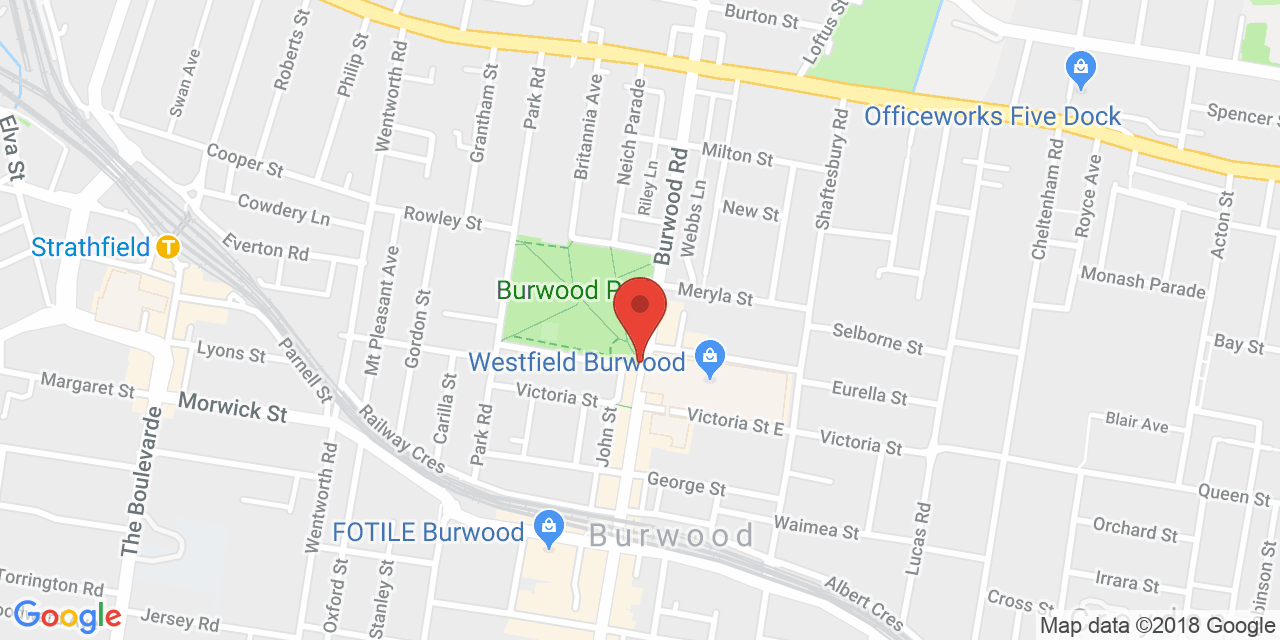 Burton St
Loftus St
Roberts St
Philip St
Wentworth Rd
Swan Ave
Grantham St
Park Rd
Britannia Ave
Neich Parade
Burwood Rd
Officeworks Five Dock
Spencer S
Elva St
Cooper St
Milton St
Shaftesbury Rd
Cheltenham Rd
Royce Ave
Acton St
Riley Ln
Webbs Ln
New St
Cowdery Ln
Rowley St
Strathfield
T
Everton Rd
Mt Pleasant Ave
Gordon St
Burwood P
Meryla St
Monash Parade
Selborne St
Bay St
Lyons St
Parnell St
Westfield Burwood
Margaret St
Morwick St
Carilla St
Victoria St
Eurella St
Victoria St E
Victoria St
Blair Ave
The Boulevarde
Railway Cres
Park Rd
John St
Wentworth Rd
George St
Queen St
FOTILE Burwood
Burwood
Waimea St
Lucas Rd
Orchard St
Torrington Rd
Oxford St
Stanley St
Albert Cres
Irrara St
Cross St
binson St
Google
Jersey Rd
Map data ©2018 Google